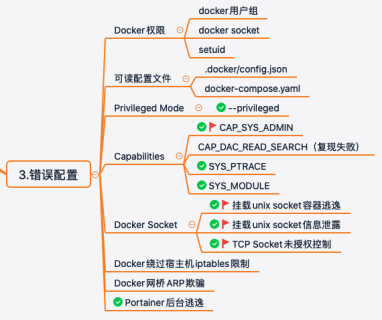 docker用户组
Docker权限
docker socket
setuid
.docker/config.json
可读配置文件
docker-compose.yaml
Privileged Mode
--privileged
CAP_SYS_ADMIN
CAP_DAC_READ_SEARCH（复现失败）
Capabilities
SYS_PTRACE
3.错误配置
SYS_MODULE
挂载unix socket容器逃逸
Docker Socket
挂载unix socket信息泄露
TCP Socket未授权控制
Docker绕过宿主机iptables限制
Docker网桥ARP欺骗
Portainer后台逃逸